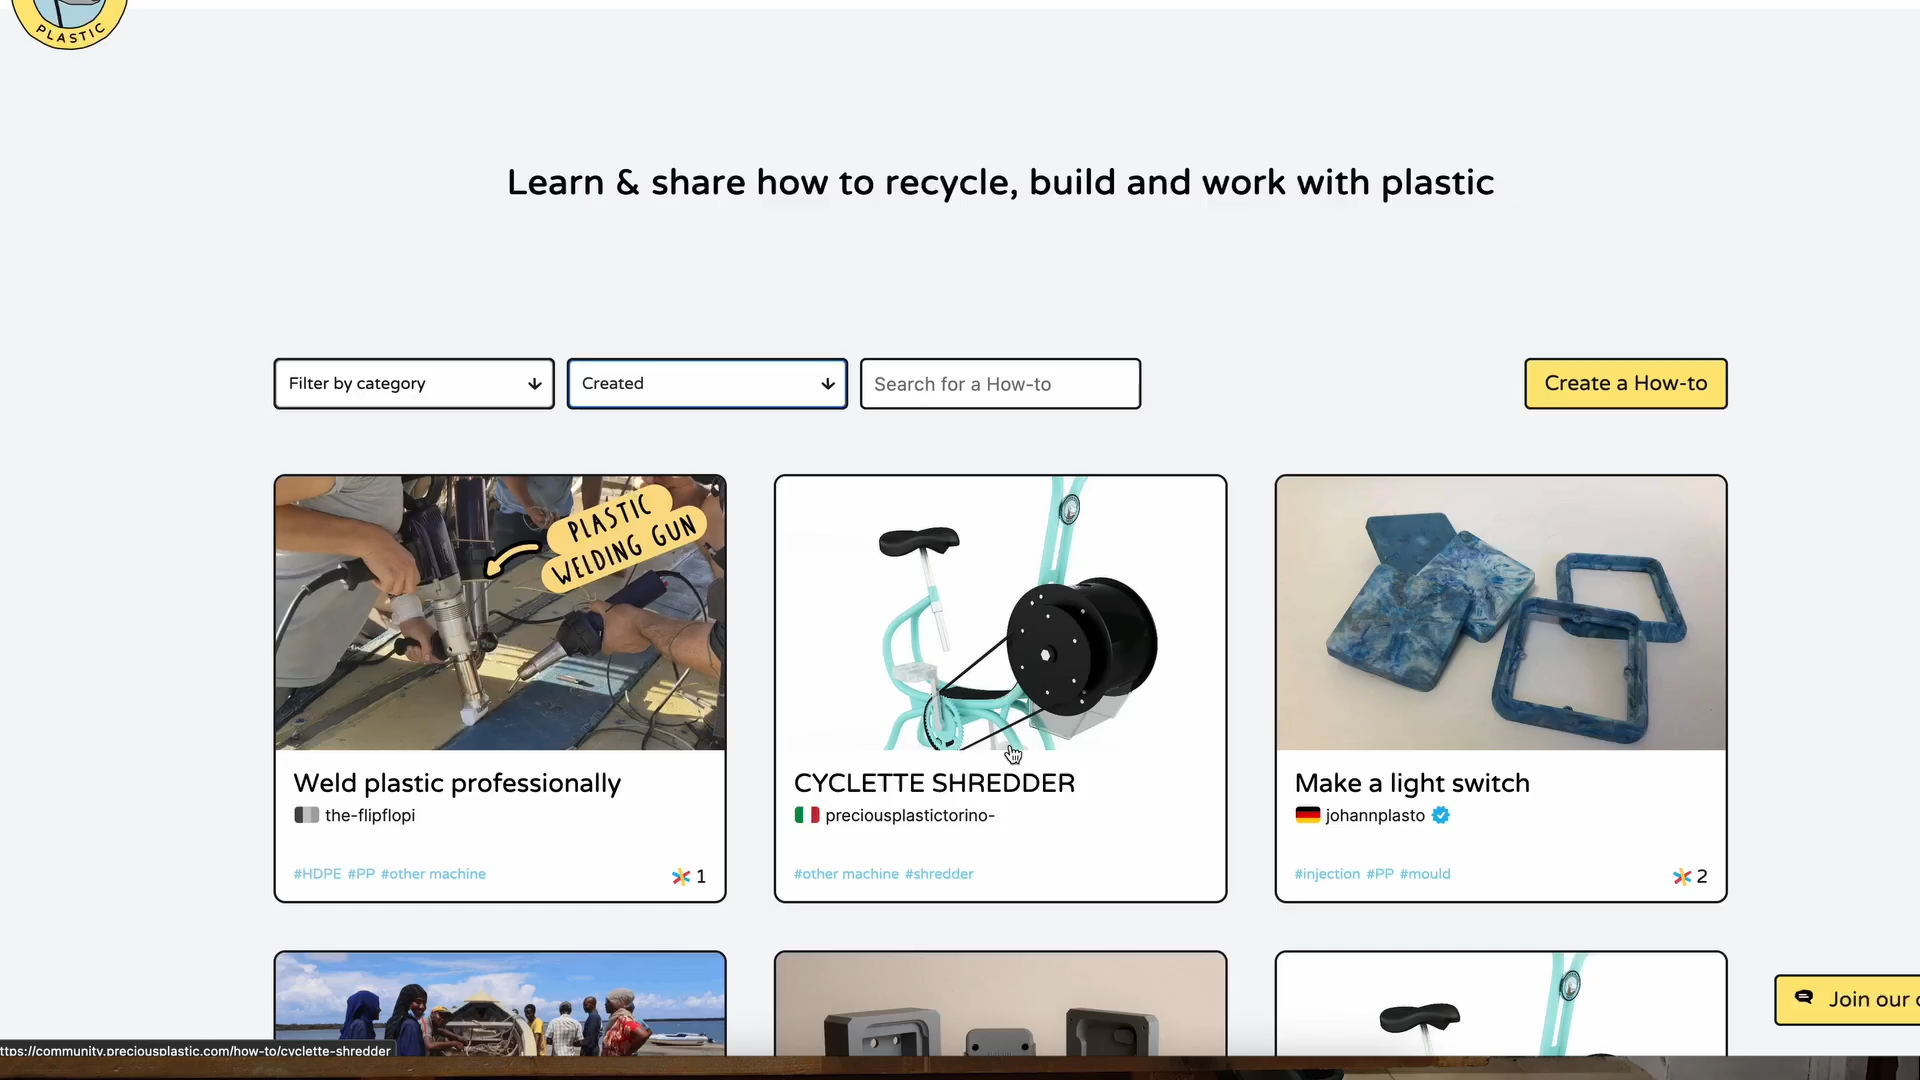 PLASTIC
Learn & share how to recycle, build and work with plastic
Filter by category
Created
Search for a How-to
Create a How-to
PLASTIC
WELDING GUN
Weld plastic professionally
the-flipflopi
#HDPE #PP #other machine
1
CYCLETTE SHREDDER
preciousplastictorino-
#other machine #shredder
Make a light switch
johannplasto
#injection #PP #mould
2
Join our
ttps://community.preciousplastic.com/how-to/cyclette-shredder